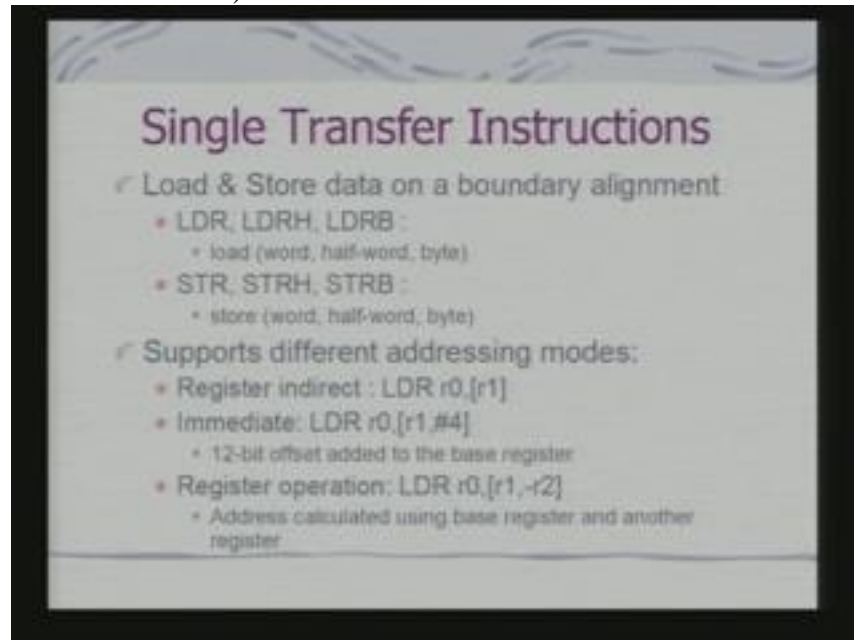 Single Transfer Instructions
Load & Store data on a boundary alignment
LDR, LDRH, LDRB :
load (word, half-word, byte)
STR, STRH, STRB :
store (word, half-word, byte)
Supports different addressing modes:
Register indirect : LDR r0,[r1]
Immediate: LDR r0,[r1,#4]
12-bit offset added to the base register
Register operation: LDR r0,[r1,-r2]
Address calculated using base register and another
register